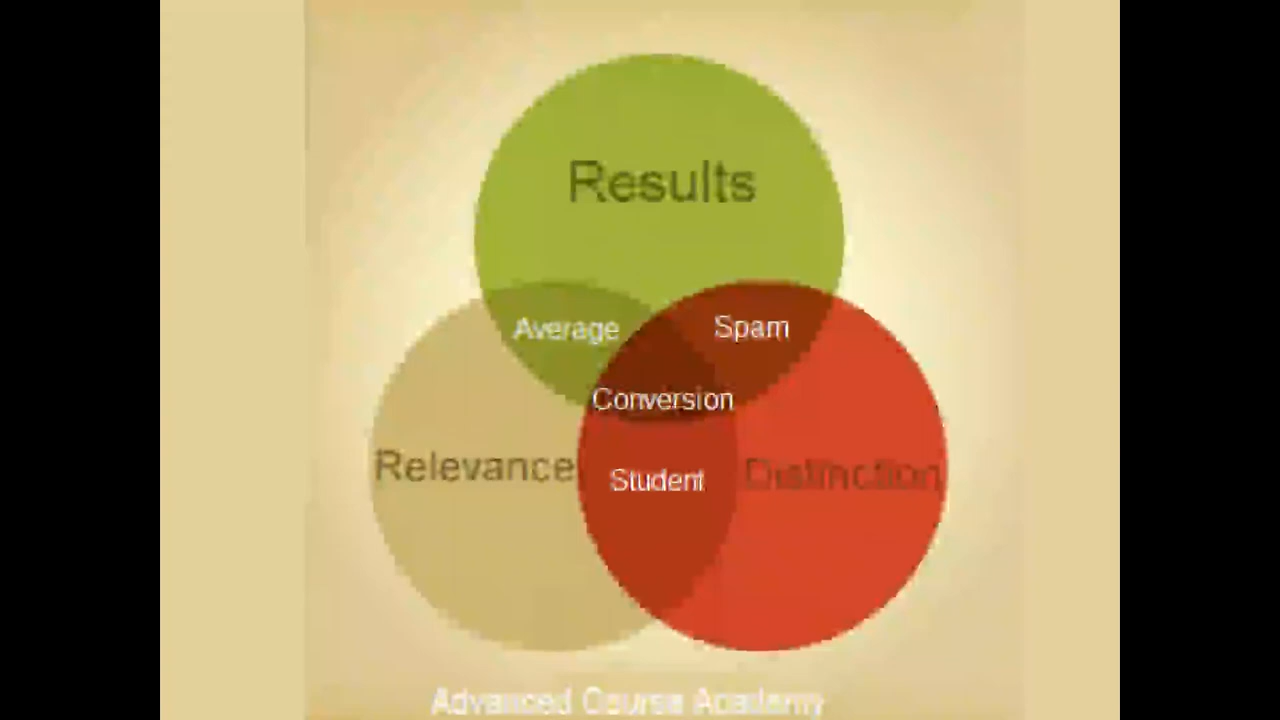 Results
Average
Spam
Conversion
Relevance
Student
Distinction
Advanced Course Academy